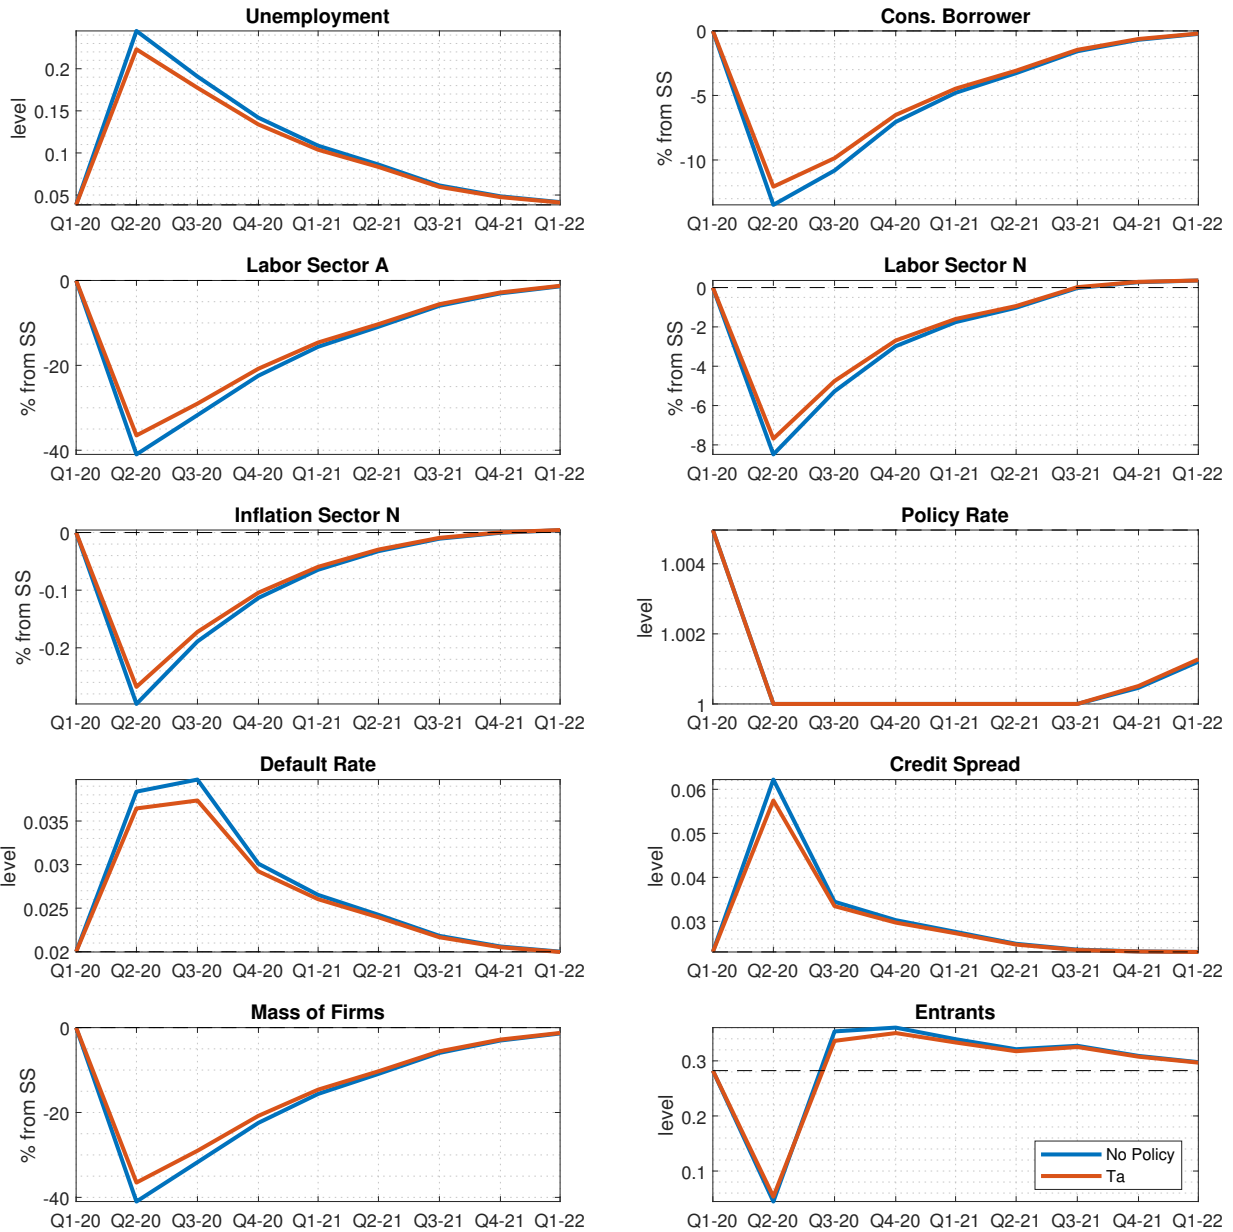 Unemployment
level
0.2
0.15
0.1
0.05
Q1-20 Q2-20 Q3-20 Q4-20 Q1-21 Q2-21 Q3-21 Q4-21 Q1-22
Cons. Borrower
% from SS
0
-5
-10
Q1-20 Q2-20 Q3-20 Q4-20 Q1-21 Q2-21 Q3-21 Q4-21 Q1-22
Labor Sector A
% from SS
0
-20
-40
Q1-20 Q2-20 Q3-20 Q4-20 Q1-21 Q2-21 Q3-21 Q4-21 Q1-22
Labor Sector N
% from SS
0
-2
-4
-6
-8
Q1-20 Q2-20 Q3-20 Q4-20 Q1-21 Q2-21 Q3-21 Q4-21 Q1-22
Inflation Sector N
% from SS
0
-0.1
-0.2
Q1-20 Q2-20 Q3-20 Q4-20 Q1-21 Q2-21 Q3-21 Q4-21 Q1-22
Policy Rate
level
1.004
1.002
1
Q1-20 Q2-20 Q3-20 Q4-20 Q1-21 Q2-21 Q3-21 Q4-21 Q1-22
Default Rate
level
0.035
0.03
0.025
0.02
Q1-20 Q2-20 Q3-20 Q4-20 Q1-21 Q2-21 Q3-21 Q4-21 Q1-22
Credit Spread
level
0.06
0.05
0.04
0.03
Q1-20 Q2-20 Q3-20 Q4-20 Q1-21 Q2-21 Q3-21 Q4-21 Q1-22
Mass of Firms
% from SS
0
-20
-40
Q1-20 Q2-20 Q3-20 Q4-20 Q1-21 Q2-21 Q3-21 Q4-21 Q1-22
Entrants
level
0.3
0.2
0.1
No Policy
Ta
Q1-20 Q2-20 Q3-20 Q4-20 Q1-21 Q2-21 Q3-21 Q4-21 Q1-22